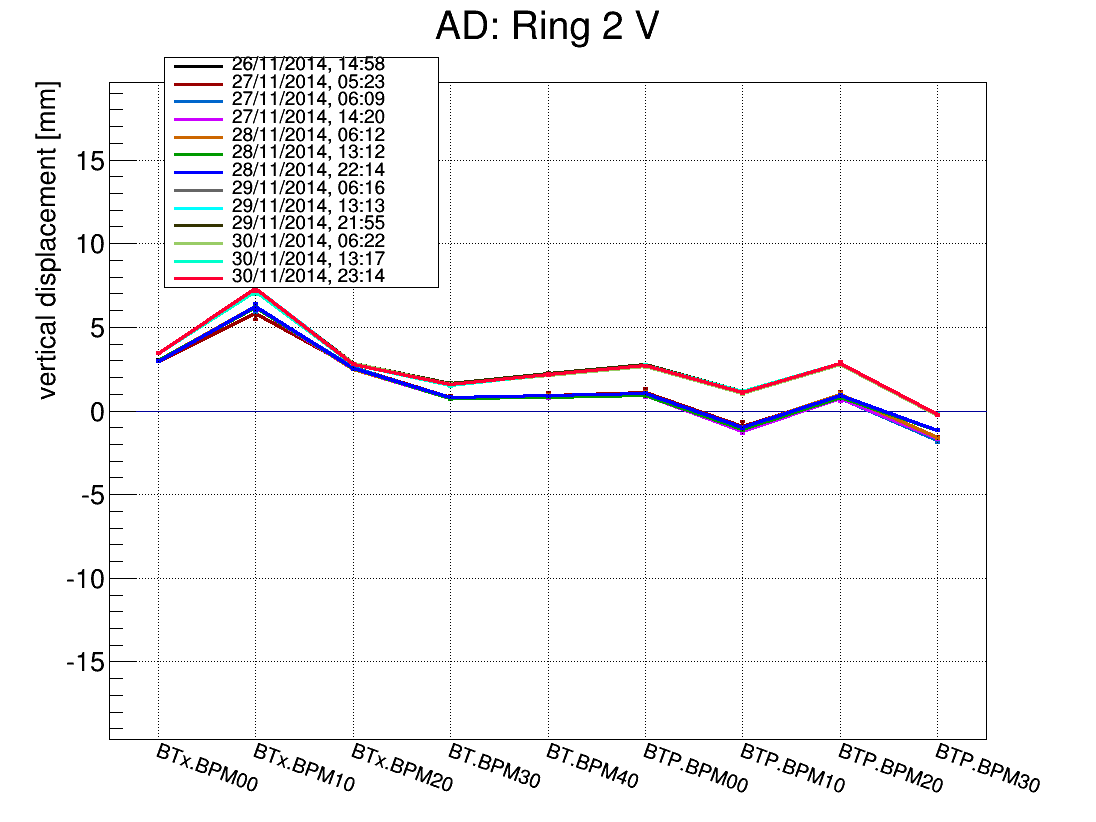 AD: Ring 2 V
26/11/2014, 14:58
27/11/2014, 05:23
27/11/2014, 06:09
27/11/2014, 14:20
28/11/2014, 06:12
28/11/2014, 13:12
28/11/2014, 22:14
29/11/2014, 06:16
29/11/2014, 13:13
29/11/2014, 21:55
30/11/2014, 06:22
30/11/2014, 13:17
30/11/2014, 23:14
vertical displacement [mm]
15
10
5
0
-5
-10
-15
BTx.BPM00
BTx.BPM10
BTx.BPM20
BT.BPM30
BT.BPM40
BTP.BPM00
BTP.BPM10
BTP.BPM20
BTP.BPM30